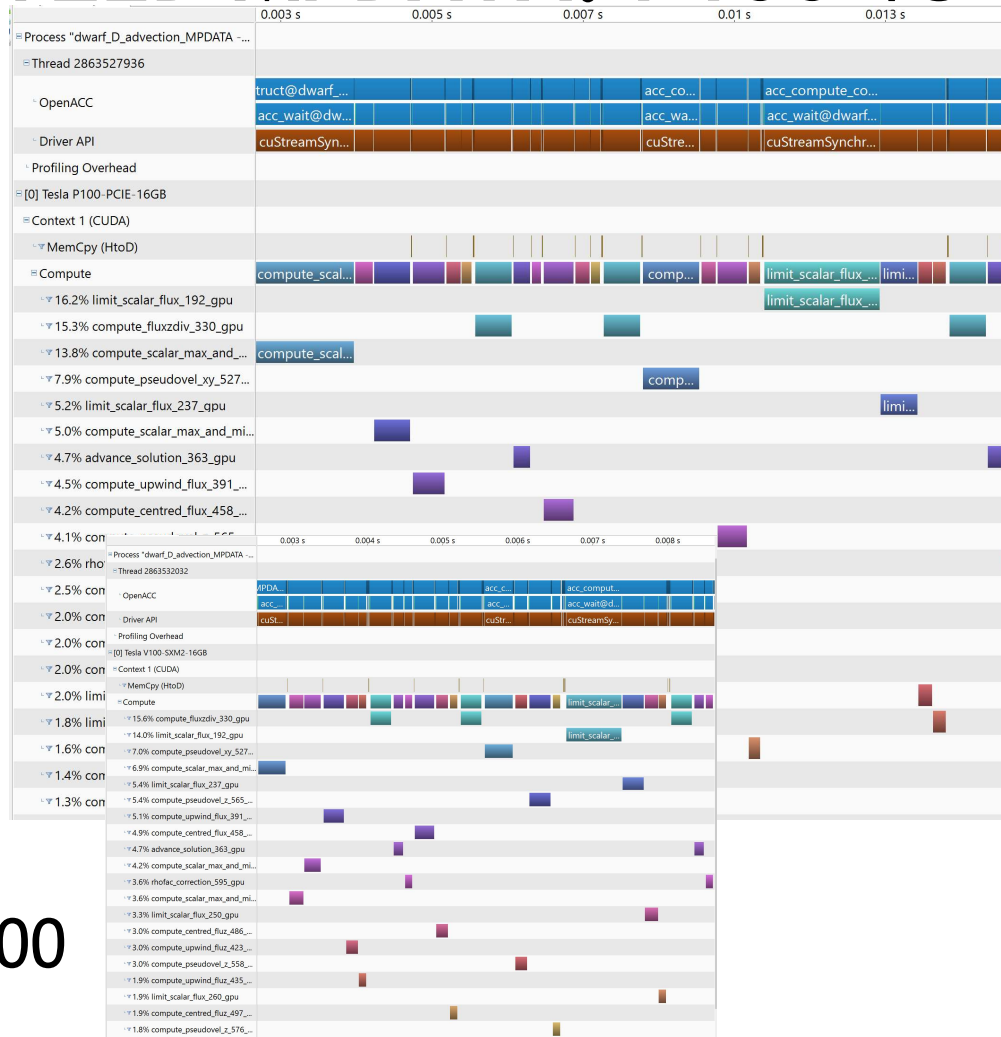 0.003 s 0.005 s 0.007 s 0.01 s 0.013 s
Process "dwarf_D_advection_MPDATA -...
Thread 2863527936
truct@dwarf_... acc_co... acc_compute_co...
OpenACC
acc_wait@dw... acc_wa... acc_wait@dwarf...
Driver API cuStreamSyn... cuStre... cuStreamSynchr...
Profiling Overhead
[0] Tesla P100-PCIE-16GB
Context 1 (CUDA)
MemCpy (HtoD)
Compute compute_scal... comp... limit_scalar_flux_... limi...
16.2% limit_scalar_flux_192_gpu limit_scalar_flux_...
15.3% compute_fluxzdiv_330_gpu
13.8% compute_scalar_max_and_... compute_scal...
7.9% compute_pseudovel_xy_527... comp...
5.2% limit_scalar_flux_237_gpu limi...
5.0% compute_scalar_max_and_mi...
4.7% advance_solution_363_gpu
4.5% compute_upwind_flux_391_...
4.2% compute_centred_flux_458_...
4.1% com
2.6% rho
2.5% com
2.0% com
2.0% com
2.0% com
2.0% limi
1.8% limi
1.6% com
1.4% com
1.3% com
0.003 s 0.004 s 0.005 s 0.006 s 0.007 s 0.008 s
Process "dwarf_D_advection_MPDATA -...
Thread 2863532032
MPDA... acc_c... acc_comput...
OpenACC
acc_... acc_... acc_wait@d...
Driver API cuSt... cuStr... cuStreamSy...
Profiling Overhead
[0] Tesla V100-SXM2-16GB
Context 1 (CUDA)
MemCpy (HtoD)
Compute limit_scalar_...
15.6% compute_fluxzdiv_330_gpu
14.0% limit_scalar_flux_192_gpu limit_scalar_...
7.0% compute_pseudovel_xy_527...
6.9% compute_scalar_max_and_mi...
5.4% limit_scalar_flux_237_gpu
5.4% compute_pseudovel_z_565_...
5.1% compute_upwind_flux_391_...
4.9% compute_centred_flux_458_...
4.7% advance_solution_363_gpu
4.2% compute_scalar_max_and_mi...
3.6% rhofac_correction_595_gpu
3.6% compute_scalar_max_and_mi...
3.3% limit_scalar_flux_250_gpu
3.0% compute_centred_fluz_486_...
3.0% compute_upwind_fluz_423_...
3.0% compute_pseudovel_z_558_...
1.9% compute_upwind_fluz_435_...
1.9% limit_scalar_flux_260_gpu
1.9% compute_centred_fluz_497_...
1.8% compute_pseudovel_z_576_...
00